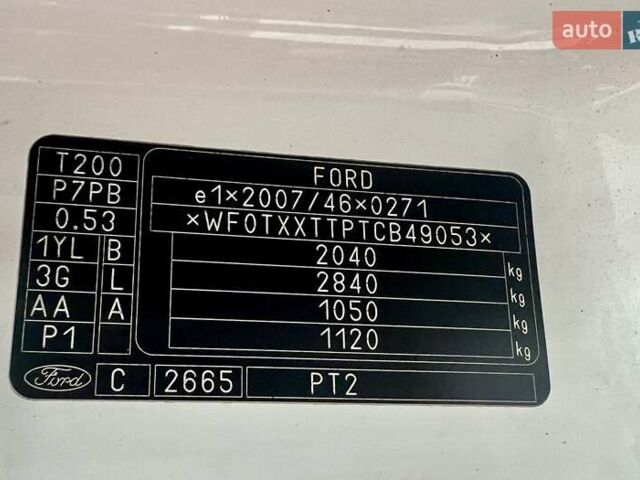 auto
T200
P7PB
0.53
1YL B
3G L
AA A
P1
FORD
e1×2007/46×0271
×WF0TXXTTPTCB49053×
2040 kg
2840 kg
1050 kg
1120 kg
Ford C 2665 PT2